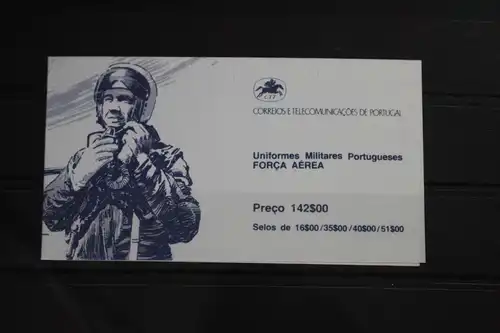 CTT
CORREIOS E TELECOMUNICAÇÕES DE PORTUGAL
Uniformes Militares Portugueses
FORÇA AÉREA
Preço 142$00
Selos de 16$00/35$00/40$00/51$00